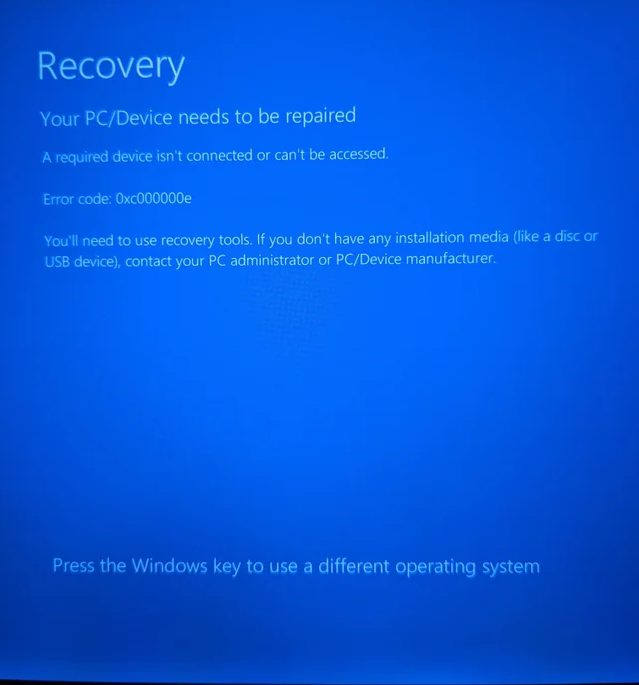 Recovery
Your PC/Device needs to be repaired
A required device isn't connected or can't be accessed.
Error code: 0xc000000e
You'll need to use recovery tools. If you don't have any installation media (like a disc or
USB device), contact your PC administrator or PC/Device manufacturer.
Press the Windows key to use a different operating system